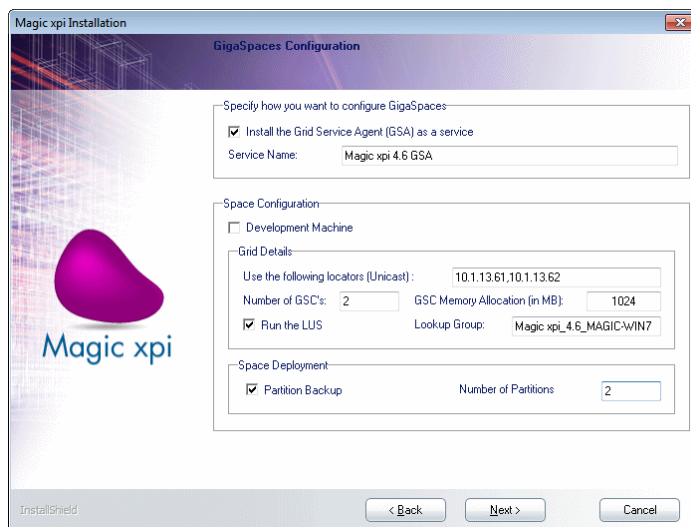 Magic xpi Installation
GigaSpaces Configuration
Specify how you want to configure GigaSpaces
Install the Grid Service Agent (GSA) as a service
Service Name: Magic xpi 4.6 GSA
Space Configuration
Development Machine
Grid Details
Use the following locators (Unicast) : 10.1.13.61,10.1.13.62
Number of GSC's: 2 GSC Memory Allocation (in MB): 1024
Run the LUS Lookup Group: Magic xpi_4.6_MAGIC-WIN7
Magic xpi
Space Deployment
Partition Backup Number of Partitions 2
InstallShield < Back Next > Cancel